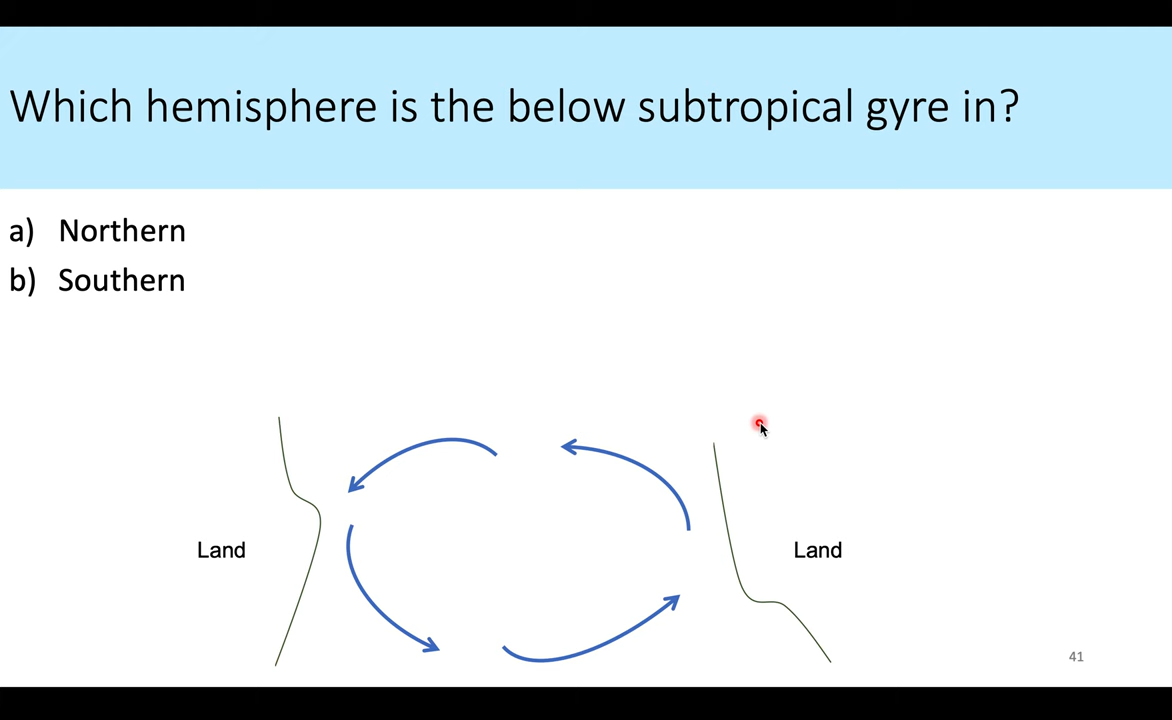 Which hemisphere is the below subtropical gyre in?
a) Northern
b) Southern
Land
Land
41